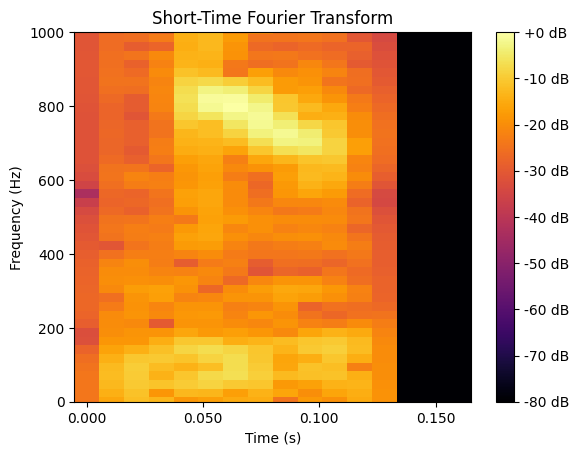 Short-Time Fourier Transform
Frequency (Hz)
1000
800
600
400
200
0
0.000 0.050 0.100 0.150
Time (s)
+0 dB
-10 dB
-20 dB
-30 dB
-40 dB
-50 dB
-60 dB
-70 dB
-80 dB